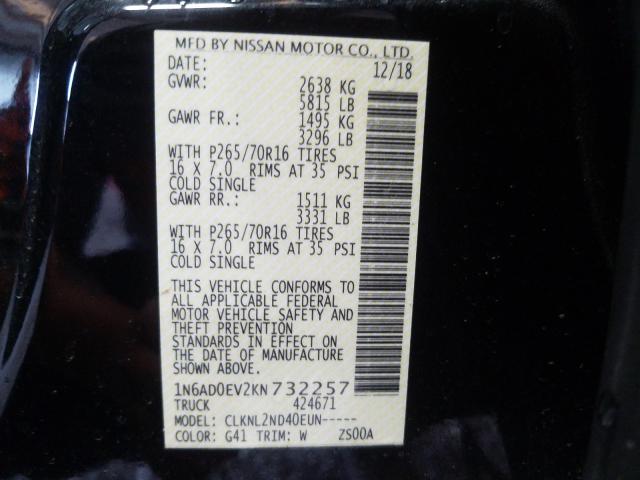 MFD BY NISSAN MOTOR CO., LTD.
DATE: 12/18
GVWR: 2638 KG
5815 LB
GAWR FR.: 1495 KG
3296 LB
WITH P265/70R16 TIRES
16 X 7.0 RIMS AT 35 PSI
COLD SINGLE
GAWR RR.: 1511 KG
3331 LB
WITH P265/70R16 TIRES
16 X 7.0 RIMS AT 35 PSI
COLD SINGLE
THIS VEHICLE CONFORMS TO
ALL APPLICABLE FEDERAL
MOTOR VEHICLE SAFETY AND
THEFT PREVENTION
STANDARDS IN EFFECT ON
THE DATE OF MANUFACTURE
SHOWN ABOVE.
1N6AD0EV2KN732257
TRUCK 424671
MODEL: CLKNL2ND40EUN-----
COLOR: G41 TRIM: W ZS00A